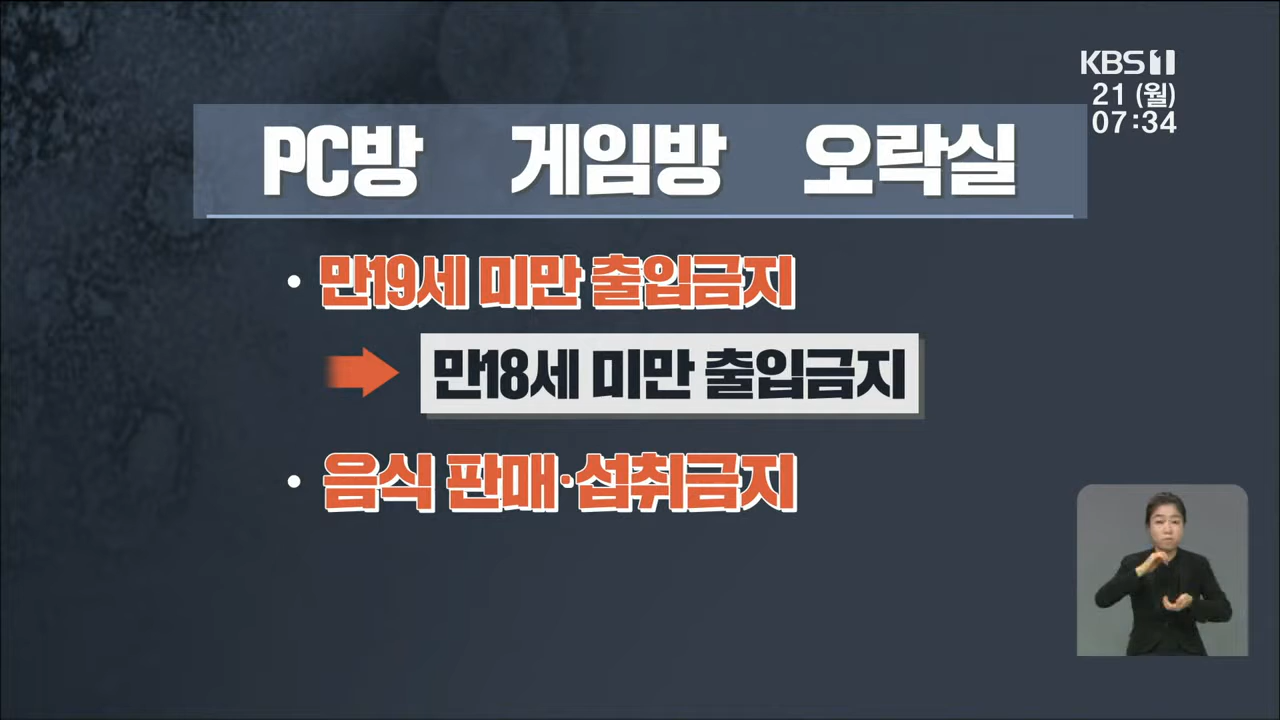 KBS 1
21 (월)
07:34
PC방 게임방 오락실
· 만19세 미만 출입금지
만18세 미만 출입금지
· 음식 판매·섭취금지